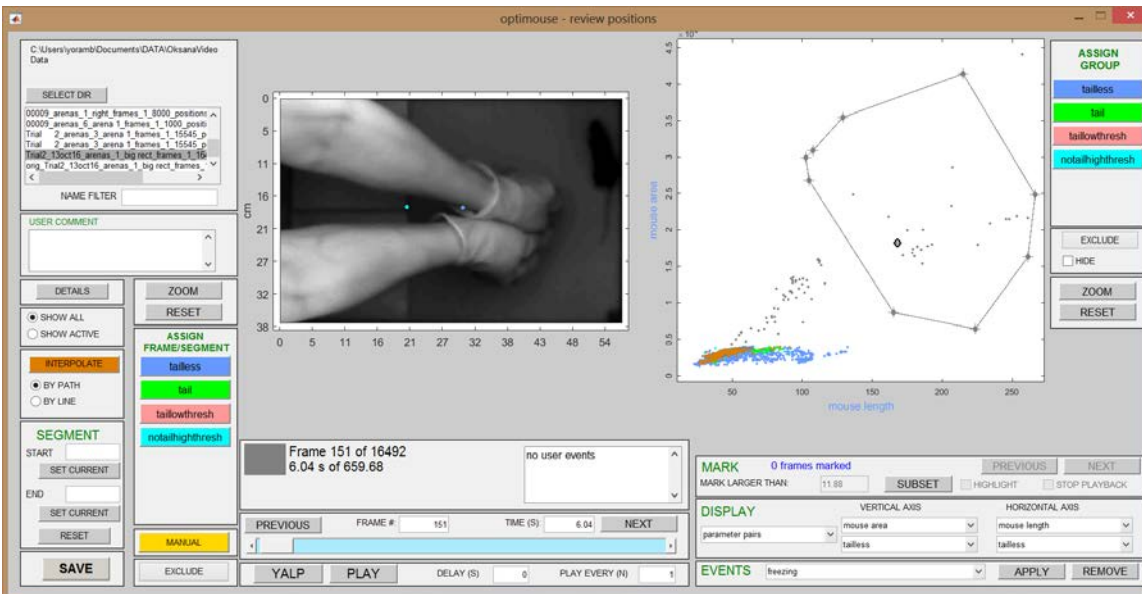 optimouse - review positions
C:\Users\yoramb\Documents\DATA\OksanaVideo
Data
SELECT DIR
00009_arenas_1_right_frames_1_8000_positions
00009_arenas_6_arena 1_frames_1_1000_positi
Trial 2_arenas_3_arena 1_frames_1_15545_p
Trial 2_arenas_3_arena 1_frames_1_15545_p
Trial2_13oct16_arenas_1_big rect_frames_1_16
orig_Trial2_13oct16_arenas_1_big rect_frames_
NAME FILTER
USER COMMENT
DETAILS
SHOW ALL
SHOW ACTIVE
INTERPOLATE
BY PATH
BY LINE
SEGMENT
START
SET CURRENT
END
SET CURRENT
RESET
SAVE
ZOOM
RESET
ASSIGN
FRAME/SEGMENT
tailless
tail
taillowthresh
notailhighthresh
MANUAL
EXCLUDE
cm
0
5
11
16
21
27
32
38
0 5 11 16 21 27 32 38 43 48 54
Frame 151 of 16492
6.04 s of 659.68
no user events
PREVIOUS FRAME #: 151 TIME (S): 6.04 NEXT
YALP PLAY DELAY (S) 0 PLAY EVERY (N) 1
mouse area
4.5
4
3.5
3
2.5
2
1.5
1
0.5
0
50 100 150 200 250
mouse length
ASSIGN
GROUP
tailless
tail
taillowthresh
notailhighthresh
EXCLUDE
HIDE
ZOOM
RESET
MARK 0 frames marked PREVIOUS NEXT
MARK LARGER THAN: 11.88 SUBSET HIGHLIGHT STOP PLAYBACK
DISPLAY VERTICAL AXIS HORIZONTAL AXIS
parameter pairs mouse area mouse length
tailless tailless
EVENTS freezing APPLY REMOVE